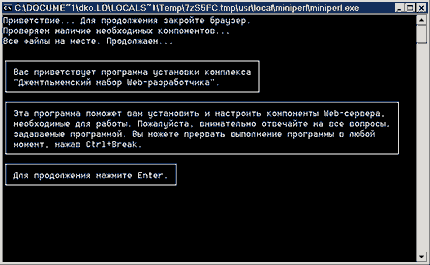 C:\DOCUME~1\dko.LD\LOCALS~1\Temp\7zS5FC.tmp\usr\local\miniperl\miniperl.exe
Приветствие... Для продолжения закройте браузер.
Проверяем наличие необходимых компонентов...
Все файлы на месте. Продолжаем...
Вас приветствует программа установки комплекса
"Джентльменский набор Web-разработчика".
Эта программа поможет вам установить и настроить компоненты Web-сервера,
необходимые для работы. Пожалуйста, внимательно отвечайте на все вопросы,
задаваемые программой. Вы можете прервать выполнение программы в любой
момент, нажав Ctrl+Break.
Для продолжения нажмите Enter.